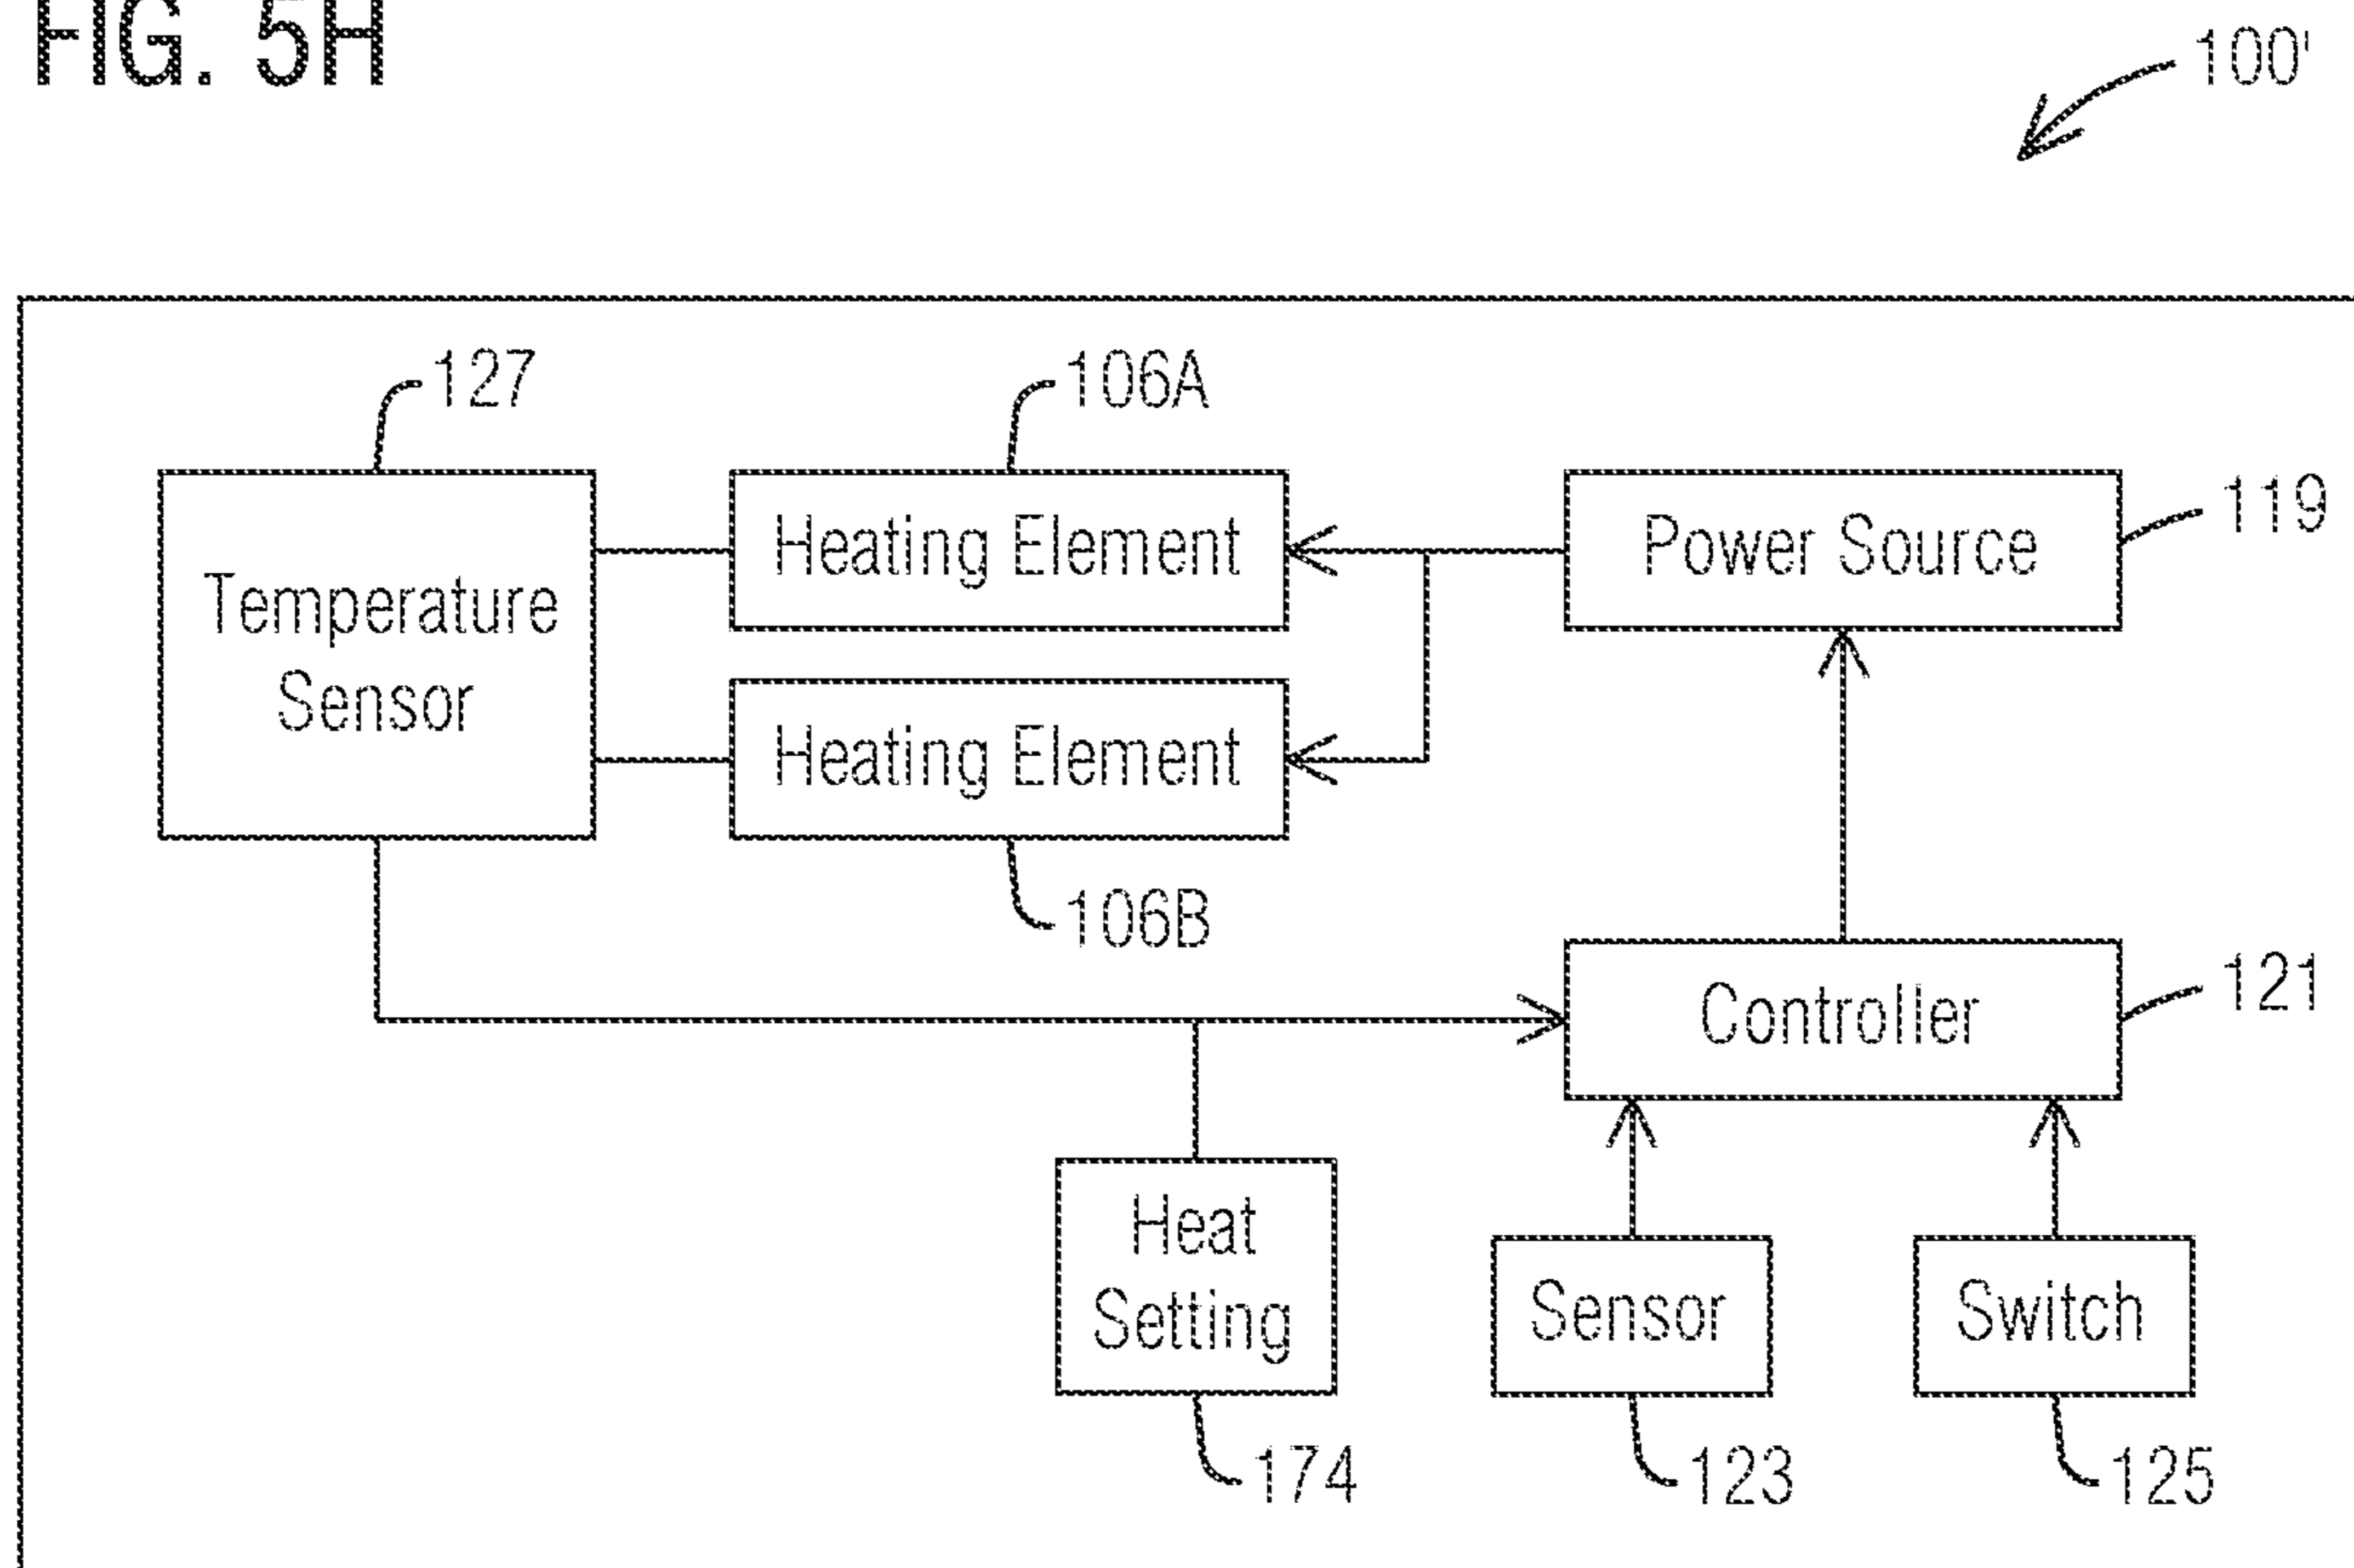 FIG. 5H
100'
127
106A
119
Heating Element
Power Source
Temperature
Sensor
Heating Element
106B
121
Controller
Heat
Setting
Sensor
Switch
174
123
125